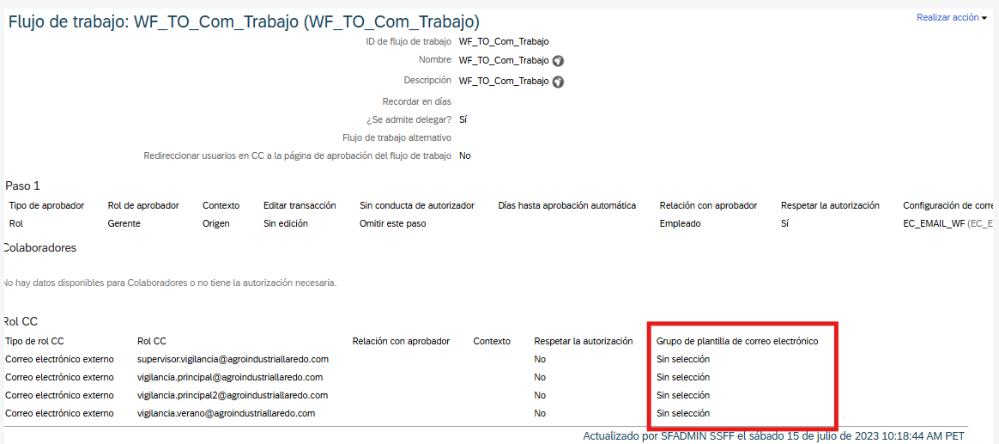 Flujo de trabajo: WF_TO_Com_Trabajo (WF_TO_Com_Trabajo)
Realizar acción
ID de flujo de trabajo WF_TO_Com_Trabajo
Nombre WF_TO_Com_Trabajo
Descripción WF_TO_Com_Trabajo
Recordar en días
¿Se admite delegar? Sí
Flujo de trabajo alternativo
Redireccionar usuarios en CC a la página de aprobación del flujo de trabajo No
Paso 1
Tipo de aprobador Rol de aprobador Contexto Editar transacción Sin conducta de autorizador Días hasta aprobación automática Relación con aprobador Respetar la autorización Configuración de corre
Rol Gerente Origen Sin edición Omitir este paso Empleado Sí EC_EMAIL_WF (EC_E
Colaboradores
No hay datos disponibles para Colaboradores o no tiene la autorización necesaria.
Rol CC
Tipo de rol CC Rol CC Relación con aprobador Contexto Respetar la autorización Grupo de plantilla de correo electrónico
Correo electrónico externo supervisor.vigilancia@agroindustriallaredo.com No Sin selección
Correo electrónico externo vigilancia.principal@agroindustriallaredo.com No Sin selección
Correo electrónico externo vigilancia.principal2@agroindustriallaredo.com No Sin selección
Correo electrónico externo vigilancia.verano@agroindustriallaredo.com No Sin selección
Actualizado por SFADMIN SSFF el sábado 15 de julio de 2023 10:18:44 AM PET